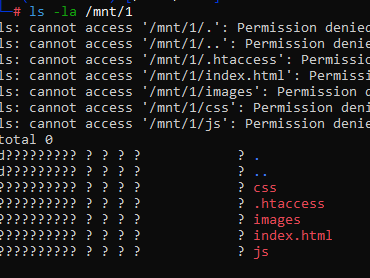 # ls -la /mnt/1
ls: cannot access '/mnt/1/.': Permission denied
ls: cannot access '/mnt/1/..': Permission
ls: cannot access '/mnt/1/.htaccess': Permission
ls: cannot access '/mnt/1/index.html': Permission
ls: cannot access '/mnt/1/images': Permission
ls: cannot access '/mnt/1/css': Permission denie
ls: cannot access '/mnt/1/js': Permission denie
total 0
d????????? ? ? ? ? ? .
d????????? ? ? ? ? ? ..
?????????? ? ? ? ? ? css
?????????? ? ? ? ? ? .htaccess
?????????? ? ? ? ? ? images
?????????? ? ? ? ? ? index.html
?????????? ? ? ? ? ? js